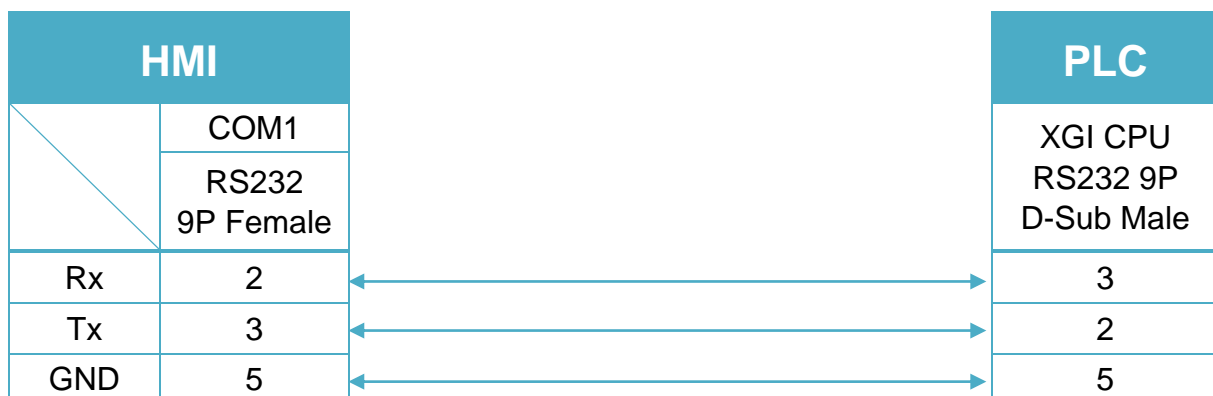 HMI
PLC
COM1
RS232
9P Female
XGI CPU
RS232 9P
D-Sub Male
Rx 2 3
Tx 3 2
GND 5 5